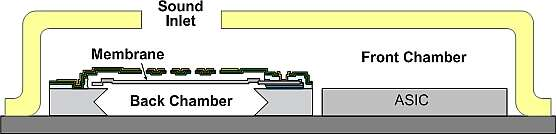 Sound
Inlet
Membrane
Front Chamber
Back Chamber
ASIC